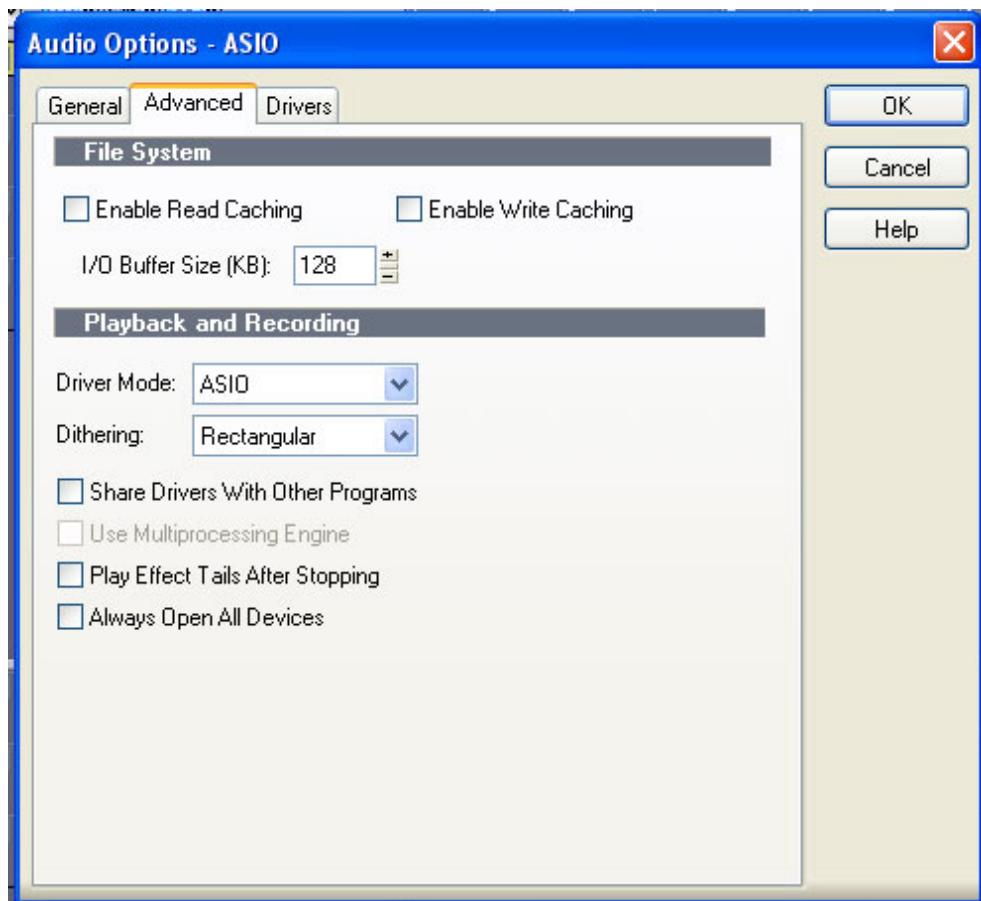 Audio Options - ASIO
General Advanced Drivers
OK
Cancel
Help
File System
Enable Read Caching Enable Write Caching
I/O Buffer Size (KB): 128
Playback and Recording
Driver Mode: ASIO
Dithering: Rectangular
Share Drivers With Other Programs
Use Multiprocessing Engine
Play Effect Tails After Stopping
Always Open All Devices